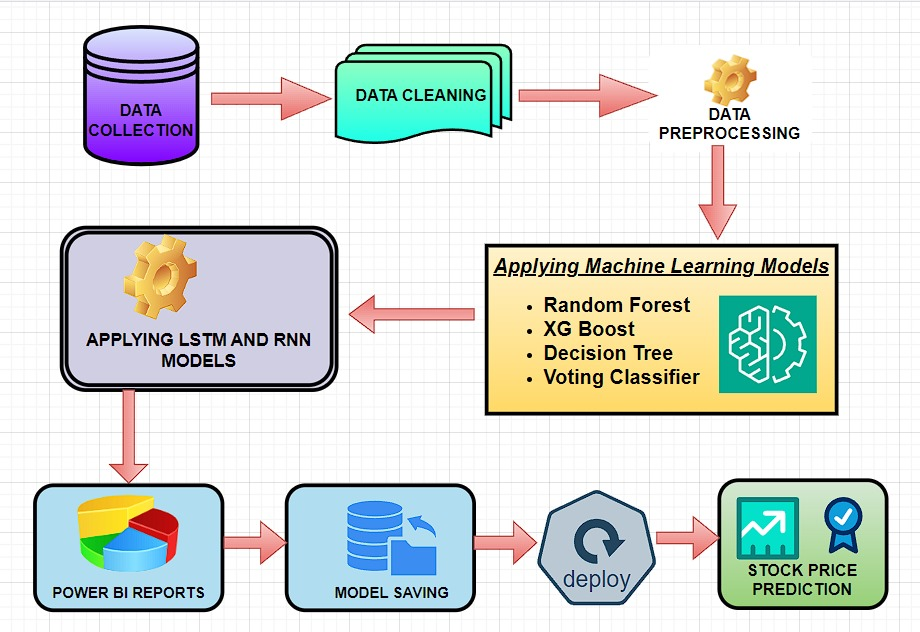 DATA
COLLECTION
DATA CLEANING
DATA
PREPROCESSING
Applying Machine Learning Models
• Random Forest
• XG Boost
• Decision Tree
• Voting Classifier
APPLYING LSTM AND RNN
MODELS
POWER BI REPORTS
MODEL SAVING
deploy
STOCK PRICE
PREDICTION